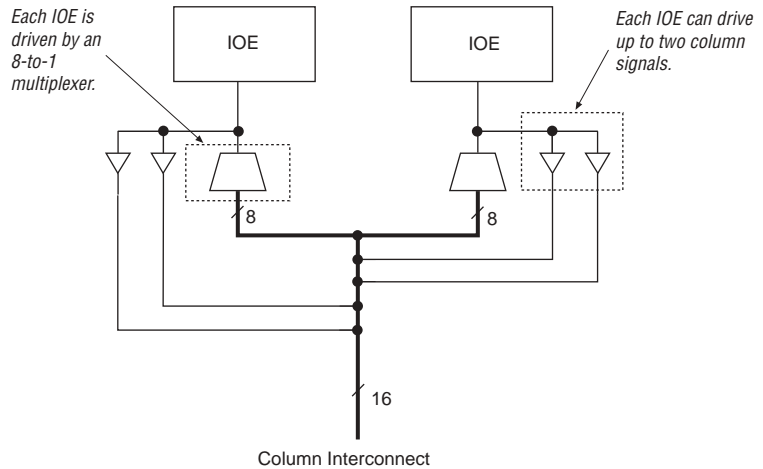 Each IOE is
driven by an
8-to-1
multiplexer.
IOE
IOE
Each IOE can drive
up to two column
signals.
8
8
16
Column Interconnect